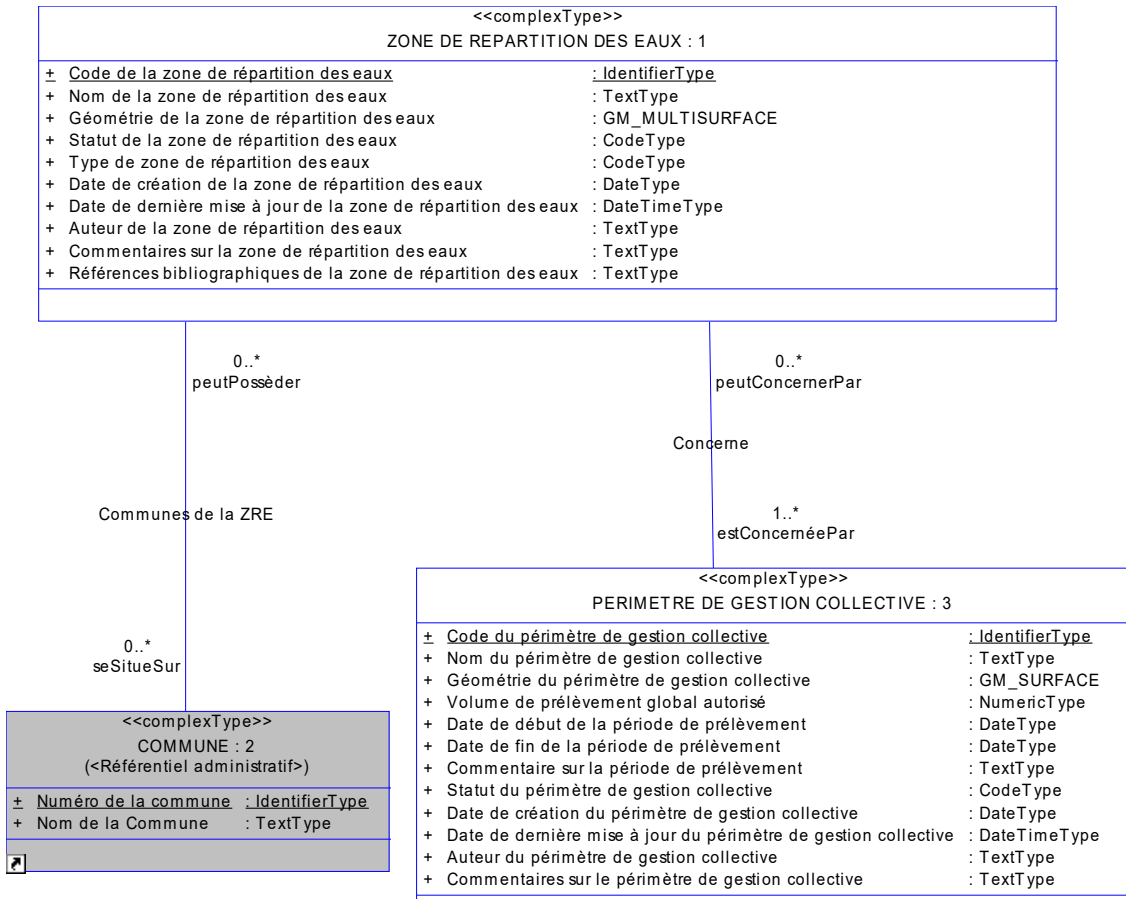 <<complexType>>
ZONE DE REPARTITION DES EAUX : 1
+ Code de la zone de répartition des eaux : IdentifierType
+ Nom de la zone de répartition des eaux : TextType
+ Géométrie de la zone de répartition des eaux : GM_MULTISURFACE
+ Statut de la zone de répartition des eaux : CodeType
+ Type de zone de répartition des eaux : CodeType
+ Date de création de la zone de répartition des eaux : DateType
+ Date de dernière mise à jour de la zone de répartition des eaux : DateTimeType
+ Auteur de la zone de répartition des eaux : TextType
+ Commentaires sur la zone de répartition des eaux : TextType
+ Références bibliographiques de la zone de répartition des eaux : TextType
0..*
peutPossèder
0..*
peutConcernerPar
Concerne
Communes de la ZRE
1..*
estConcernéePar
0..*
seSitueSur
<<complexType>>
COMMUNE : 2
(<Référentiel administratif>)
+ Numéro de la commune : IdentifierType
+ Nom de la Commune : TextType
<<complexType>>
PERIMETRE DE GESTION COLLECTIVE : 3
+ Code du périmètre de gestion collective : IdentifierType
+ Nom du périmètre de gestion collective : TextType
+ Géométrie du périmètre de gestion collective : GM_SURFACE
+ Volume de prélèvement global autorisé : NumericType
+ Date de début de la période de prélèvement : DateType
+ Date de fin de la période de prélèvement : DateType
+ Commentaire sur la période de prélèvement : TextType
+ Statut du périmètre de gestion collective : CodeType
+ Date de création du périmètre de gestion collective : DateType
+ Date de dernière mise à jour du périmètre de gestion collective : DateTimeType
+ Auteur du périmètre de gestion collective : TextType
+ Commentaires sur le périmètre de gestion collective : TextType